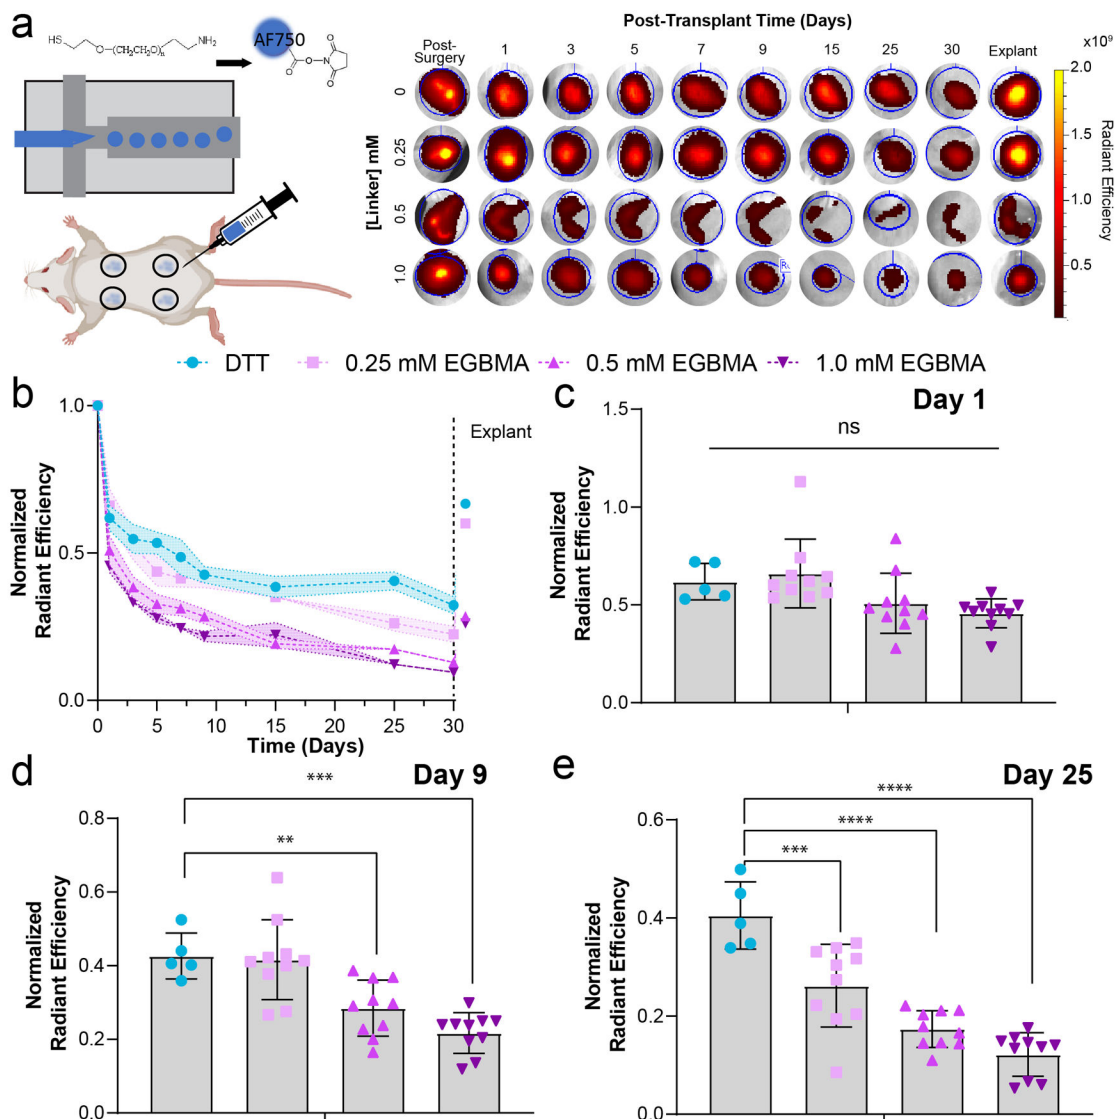 a
HS
O
(CH₂CH₂O)n
NH₂
AF750
O
O
N
O
O
Post-Transplant Time (Days)
Post-Surgery 1 3 5 7 9 15 25 30 Explant
[Linker] mM
0
0.25
0.5
1.0
x10⁹
2.0
1.5
1.0
0.5
Radiant Efficiency
DTT 0.25 mM EGBMA 0.5 mM EGBMA 1.0 mM EGBMA
b
Normalized
Radiant Efficiency
1.0
0.5
0.0
0 5 10 15 20 25 30
Time (Days)
Explant
c
Day 1
ns
Normalized
Radiant Efficiency
1.5
1.0
0.5
0.0
d
Day 9
***
**
Normalized
Radiant Efficiency
0.8
0.6
0.4
0.2
0.0
e
Day 25
****
****
***
Normalized
Radiant Efficiency
0.6
0.4
0.2
0.0